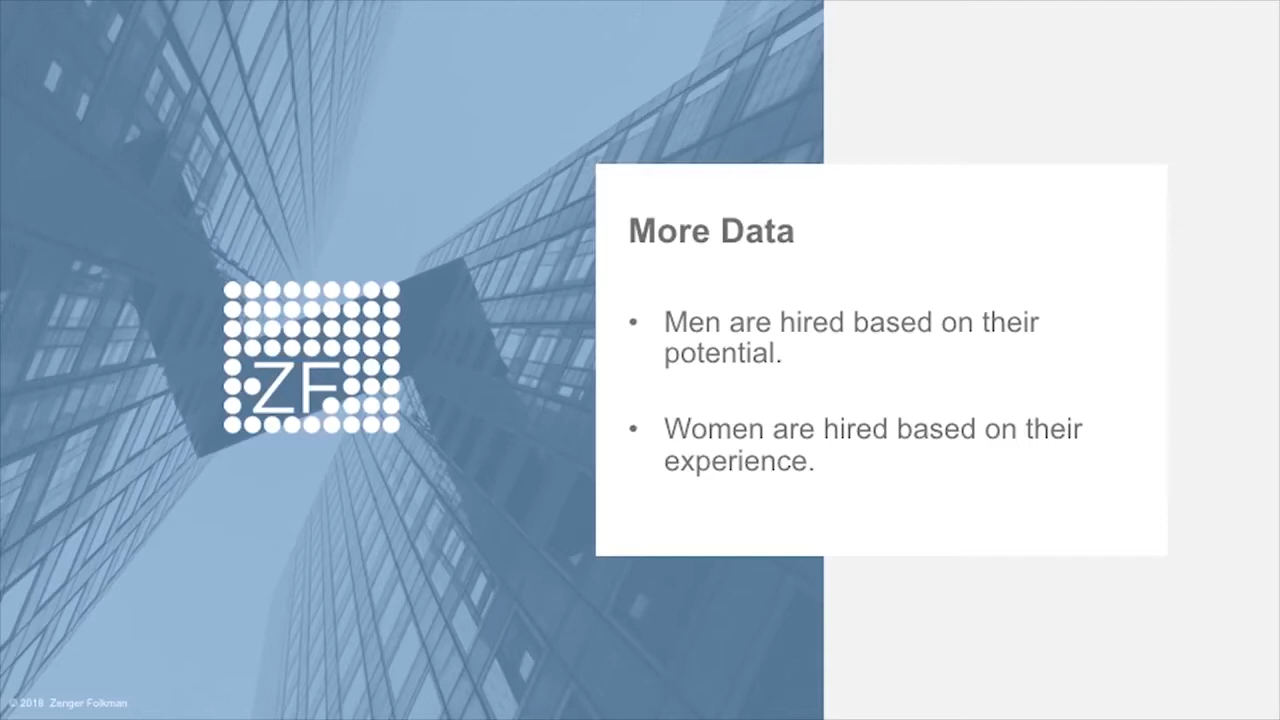 More Data
• Men are hired based on their
potential.
• Women are hired based on their
experience.
ZF
© 2018 Zenger Folkman